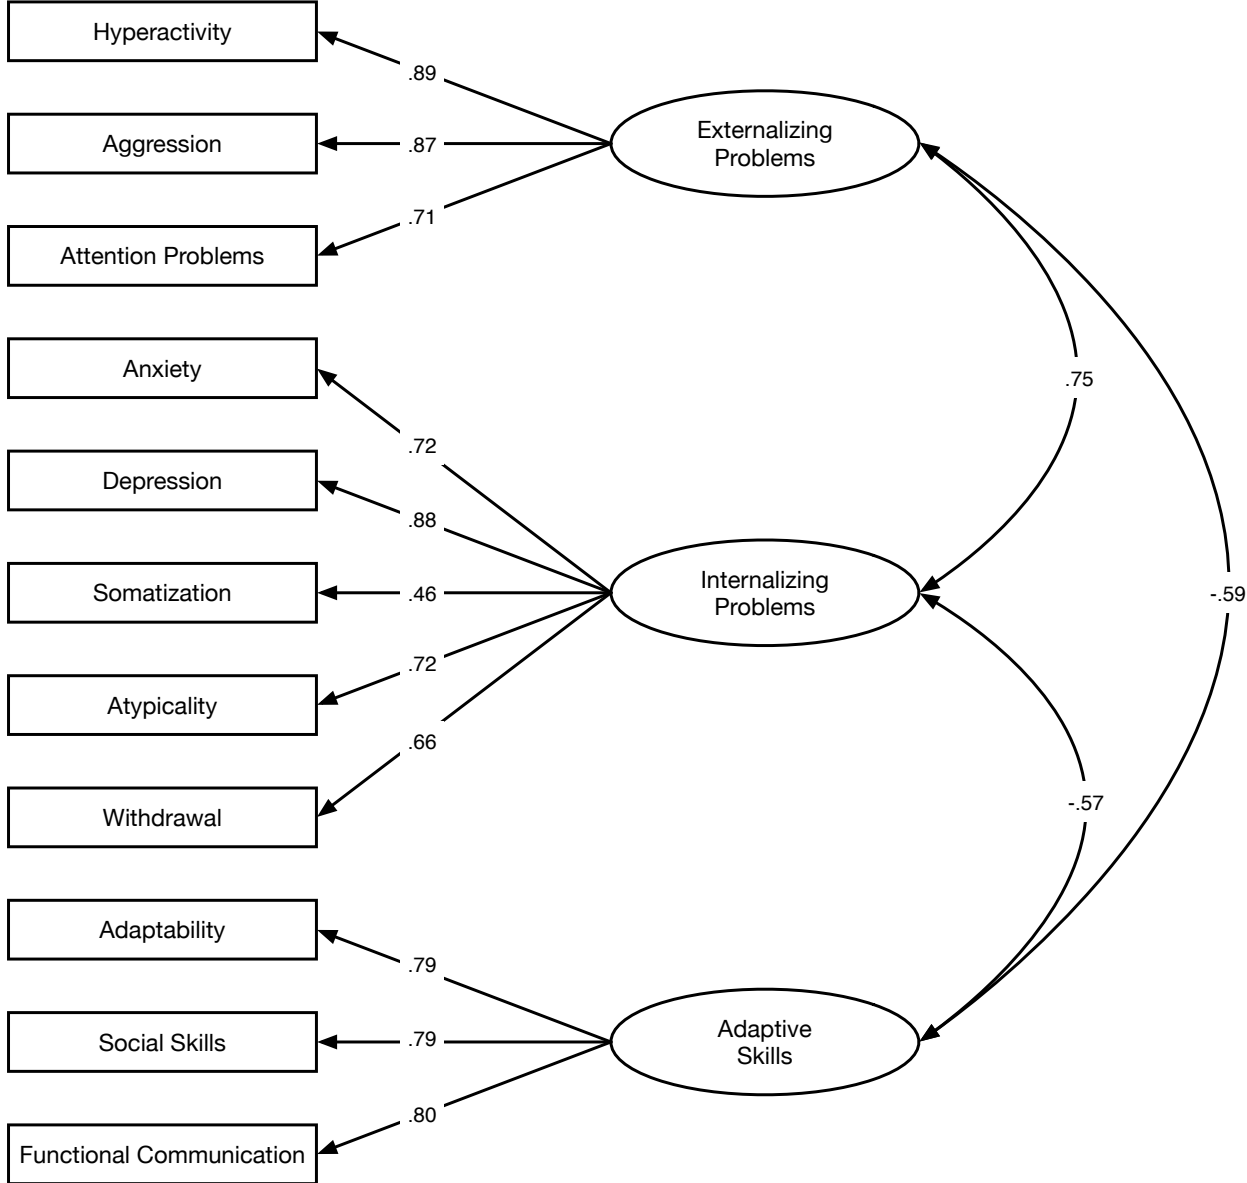 Hyperactivity
.89
Externalizing
Problems
Aggression
.87
.71
Attention Problems
Anxiety
.75
.72
Depression
.88
Internalizing
Problems
Somatization
.46
-.59
.72
Atypicality
.66
-.57
Withdrawal
Adaptability
.79
Adaptive
Skills
Social Skills
.79
.80
Functional Communication